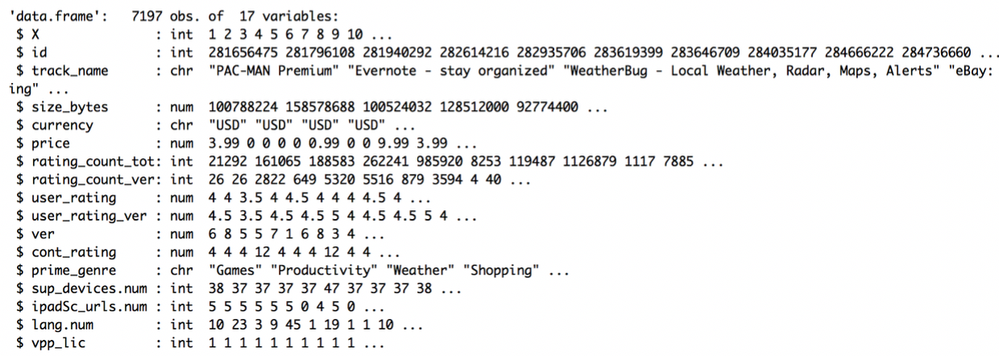 'data.frame':   7197 obs. of  17 variables:
 $ X               : int  1 2 3 4 5 6 7 8 9 10 ...
 $ id              : int  281656475 281796108 281940292 282614216 282935706 283619399 283646709 284035177 284666222 284736660 ...
 $ track_name      : chr  "PAC-MAN Premium" "Evernote - stay organized" "WeatherBug - Local Weather, Radar, Maps, Alerts" "eBay:
ing" ...
 $ size_bytes      : num  100788224 158578688 100524032 128512000 92774400 ...
 $ currency        : chr  "USD" "USD" "USD" "USD" ...
 $ price           : num  3.99 0 0 0 0 0.99 0 0 9.99 3.99 ...
 $ rating_count_tot: int  21292 161065 188583 262241 985920 8253 119487 1126879 1117 7885 ...
 $ rating_count_ver: int  26 26 2822 649 5320 5516 879 3594 4 40 ...
 $ user_rating     : num  4 4 3.5 4 4.5 4 4 4 4.5 4 ...
 $ user_rating_ver : num  4.5 3.5 4.5 4.5 5 4 4.5 4.5 5 4 ...
 $ ver             : num  6 8 5 5 7 1 6 8 3 4 ...
 $ cont_rating     : num  4 4 4 12 4 4 4 12 4 4 ...
 $ prime_genre     : chr  "Games" "Productivity" "Weather" "Shopping" ...
 $ sup_devices.num : int  38 37 37 37 37 47 37 37 37 38 ...
 $ ipadSc_urls.num : int  5 5 5 5 5 5 0 4 5 0 ...
 $ lang.num        : int  10 23 3 9 45 1 19 1 1 10 ...
 $ vpp_lic         : int  1 1 1 1 1 1 1 1 1 1 ...